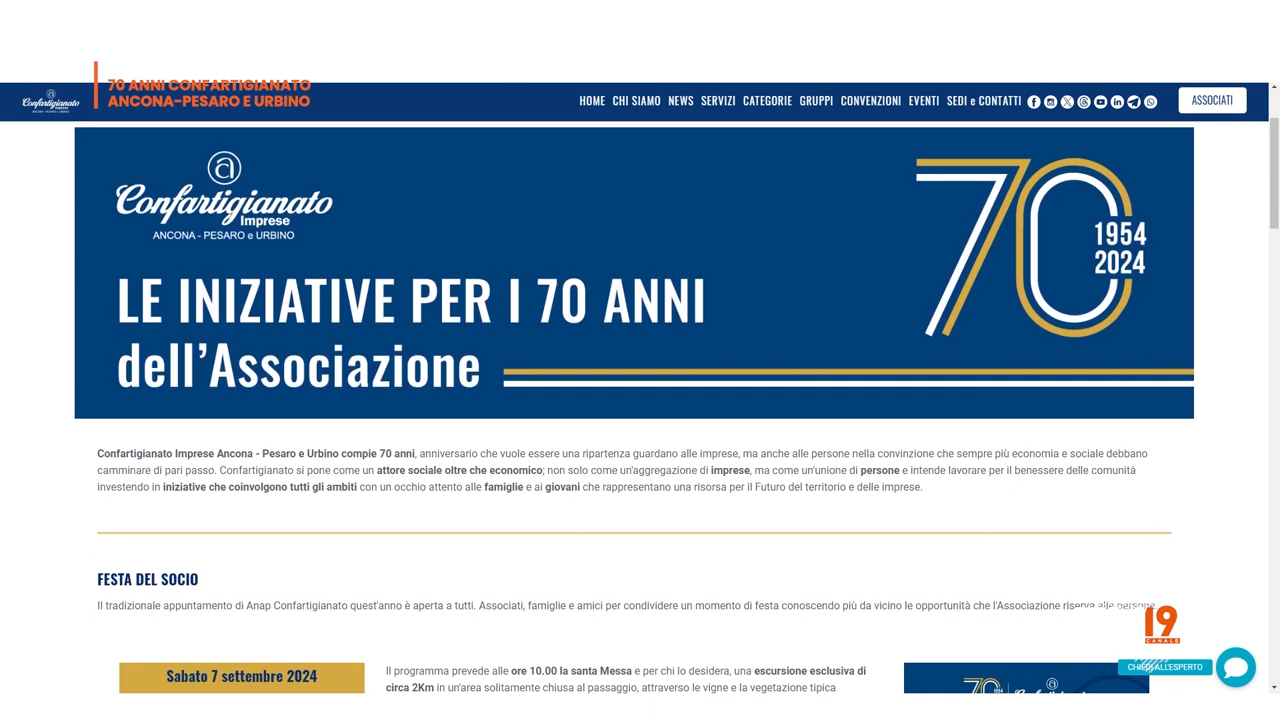 70 ANNI CONFARTIGIANATO
ANCONA-PESARO E URBINO
Confartigianato
Imprese
HOME CHI SIAMO NEWS SERVIZI CATEGORIE GRUPPI CONVENZIONI EVENTI SEDI e CONTATTI
ASSOCIATI
Confartigianato
Imprese
ANCONA - PESARO e URBINO
70
1954
2024
LE INIZIATIVE PER I 70 ANNI
dell'Associazione
Confartigianato Imprese Ancona - Pesaro e Urbino compie 70 anni, anniversario che vuole essere una ripartenza guardano alle imprese, ma anche alle persone nella convinzione che sempre più economia e sociale debbano
camminare di pari passo. Confartigianato si pone come un attore sociale oltre che economico; non solo come un'aggregazione di imprese, ma come un'unione di persone e intende lavorare per il benessere delle comunità
investendo in iniziative che coinvolgono tutti gli ambiti con un occhio attento alle famiglie e ai giovani che rappresentano una risorsa per il Futuro del territorio e delle imprese.
FESTA DEL SOCIO
Il tradizionale appuntamento di Anap Confartigianato quest'anno è aperta a tutti. Associati, famiglie e amici per condividere un momento di festa conoscendo più da vicino le opportunità che l'Associazione riserva alle persone.
19
CANALE
CHIEDI ALL'ESPERTO
Sabato 7 settembre 2024
Il programma prevede alle ore 10.00 la santa Messa e per chi lo desidera, una escursione esclusiva di
circa 2Km in un'area solitamente chiusa al passaggio, attraverso le vigne e la vegetazione tipica
70